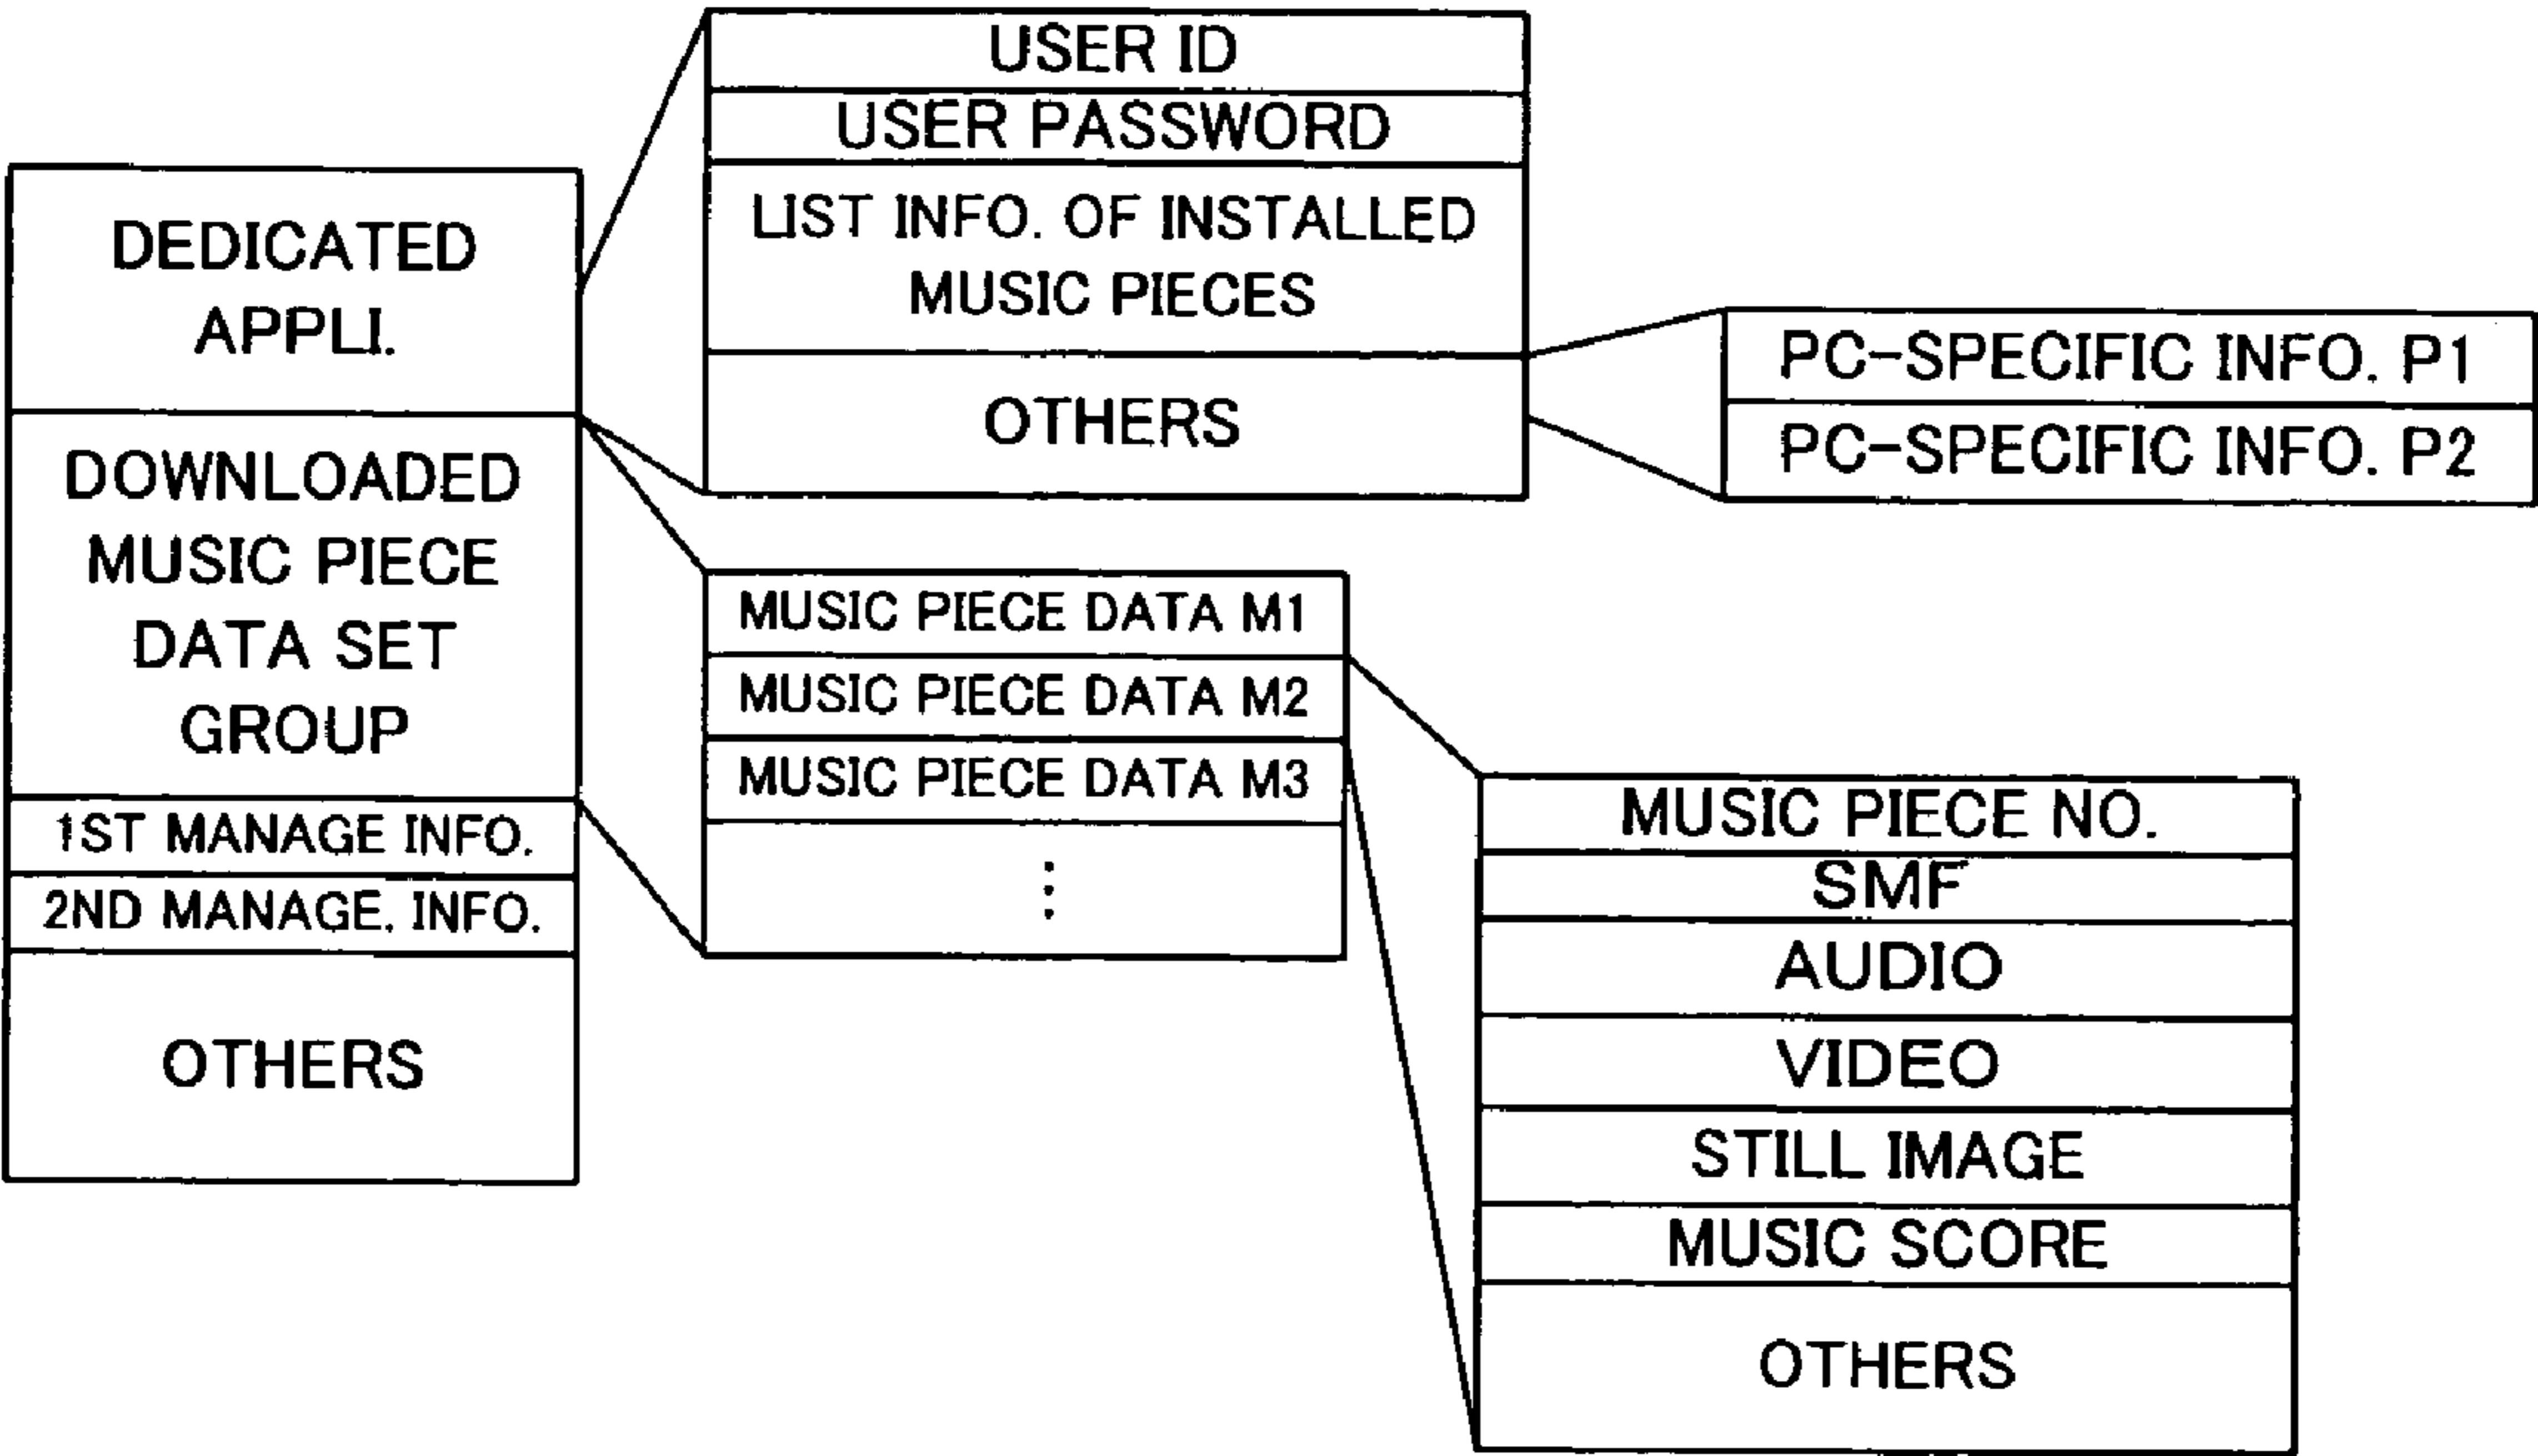 DEDICATED
APPLI.
DOWNLOADED
MUSIC PIECE
DATA SET
GROUP
1ST MANAGE INFO.
2ND MANAGE. INFO.
OTHERS
USER ID
USER PASSWORD
LIST INFO. OF INSTALLED
MUSIC PIECES
OTHERS
PC-SPECIFIC INFO. P1
PC-SPECIFIC INFO. P2
MUSIC PIECE DATA M1
MUSIC PIECE DATA M2
MUSIC PIECE DATA M3
⋮
MUSIC PIECE NO.
SMF
AUDIO
VIDEO
STILL IMAGE
MUSIC SCORE
OTHERS